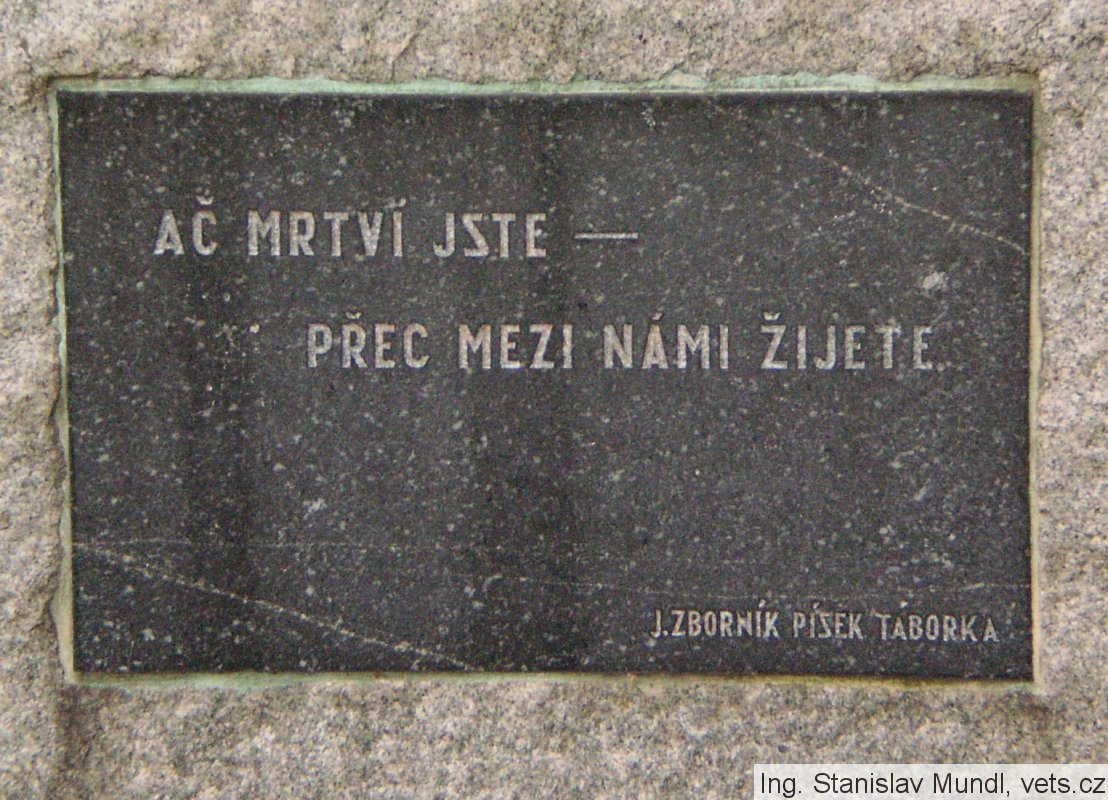 AČ MRTVÍ JSTE —
PŘEC MEZI NÁMI ŽIJETE.
J.ZBORNÍK PÍSEK TÁBORKA
Ing. Stanislav Mundl, vets.cz